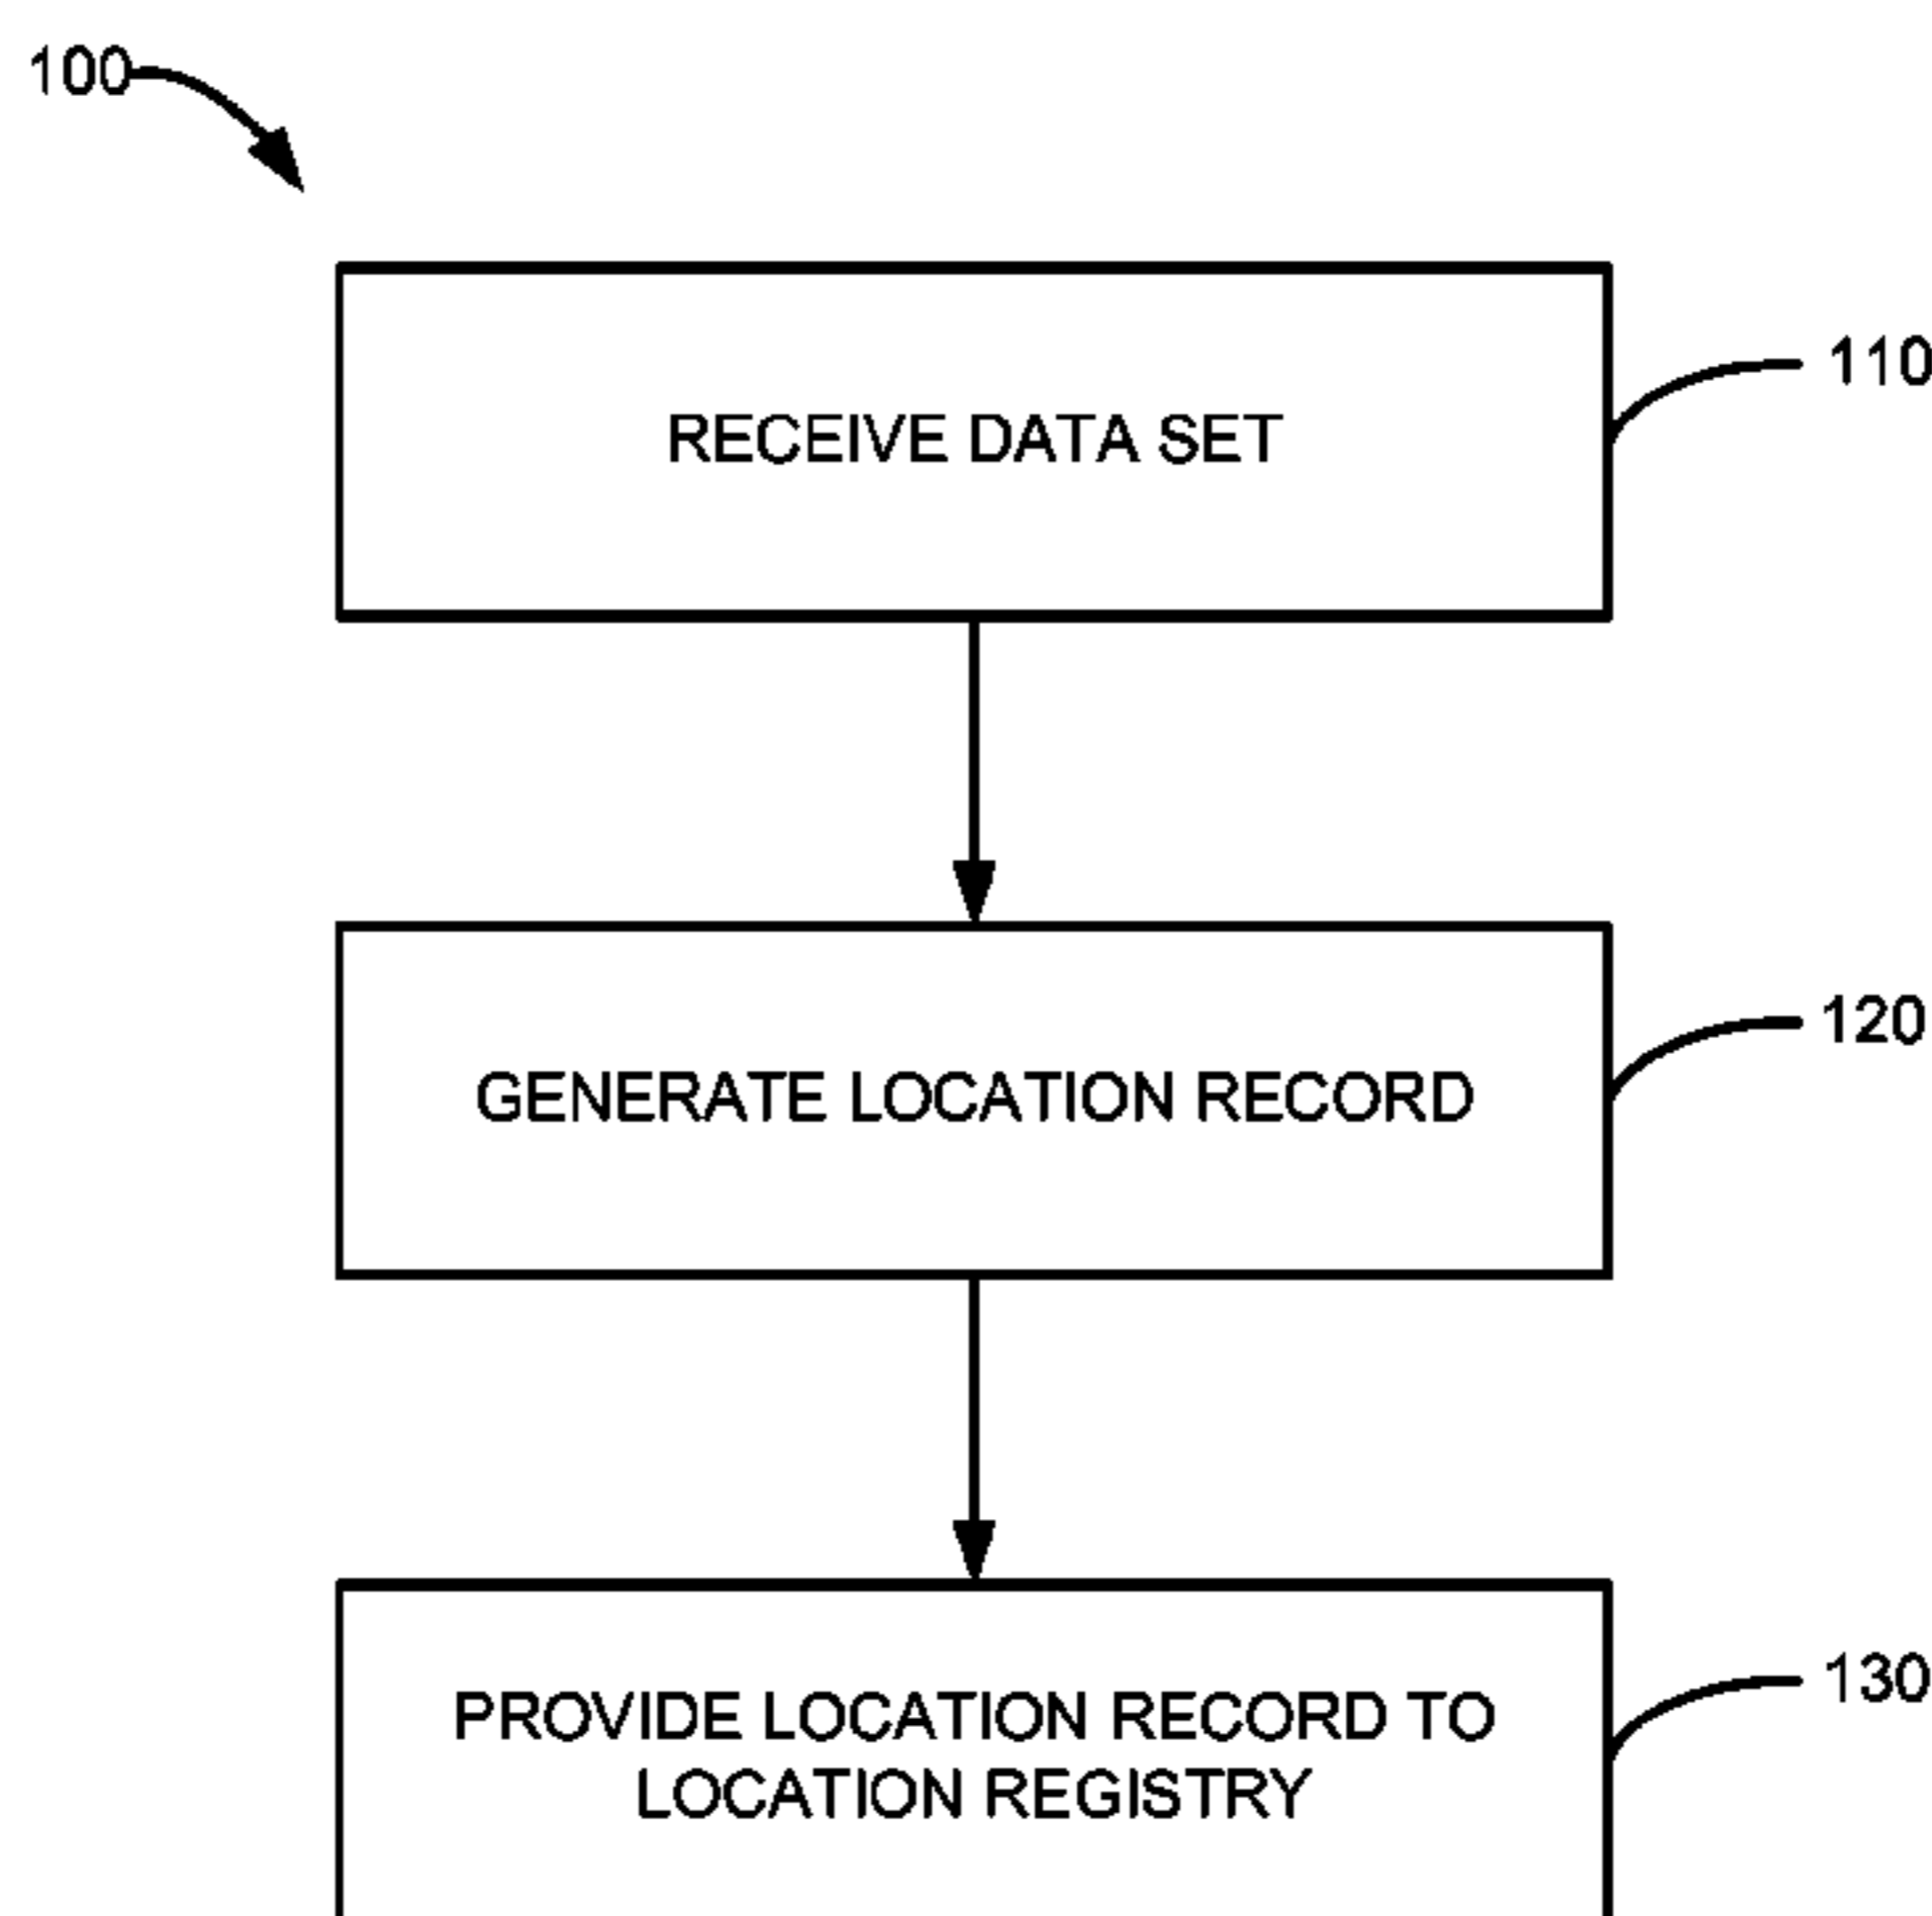 100
RECEIVE DATA SET
110
GENERATE LOCATION RECORD
120
PROVIDE LOCATION RECORD TO
LOCATION REGISTRY
130